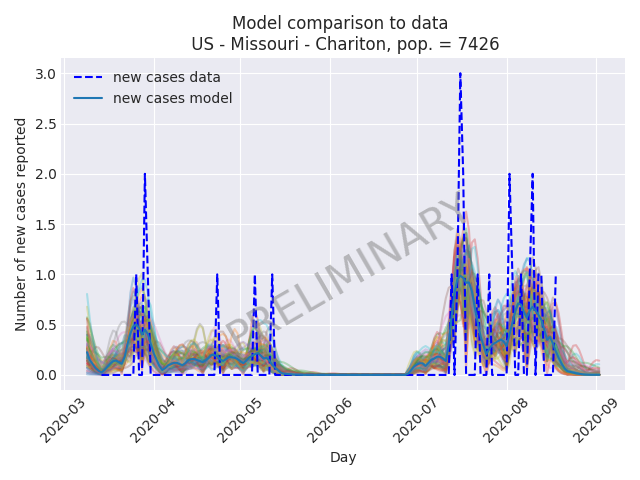 Model comparison to data
US - Missouri - Chariton, pop. = 7426
new cases data
new cases model
PRELIMINARY
Number of new cases reported
3.0
2.5
2.0
1.5
1.0
0.5
0.0
2020-03
2020-04
2020-05
2020-06
2020-07
2020-08
2020-09
Day